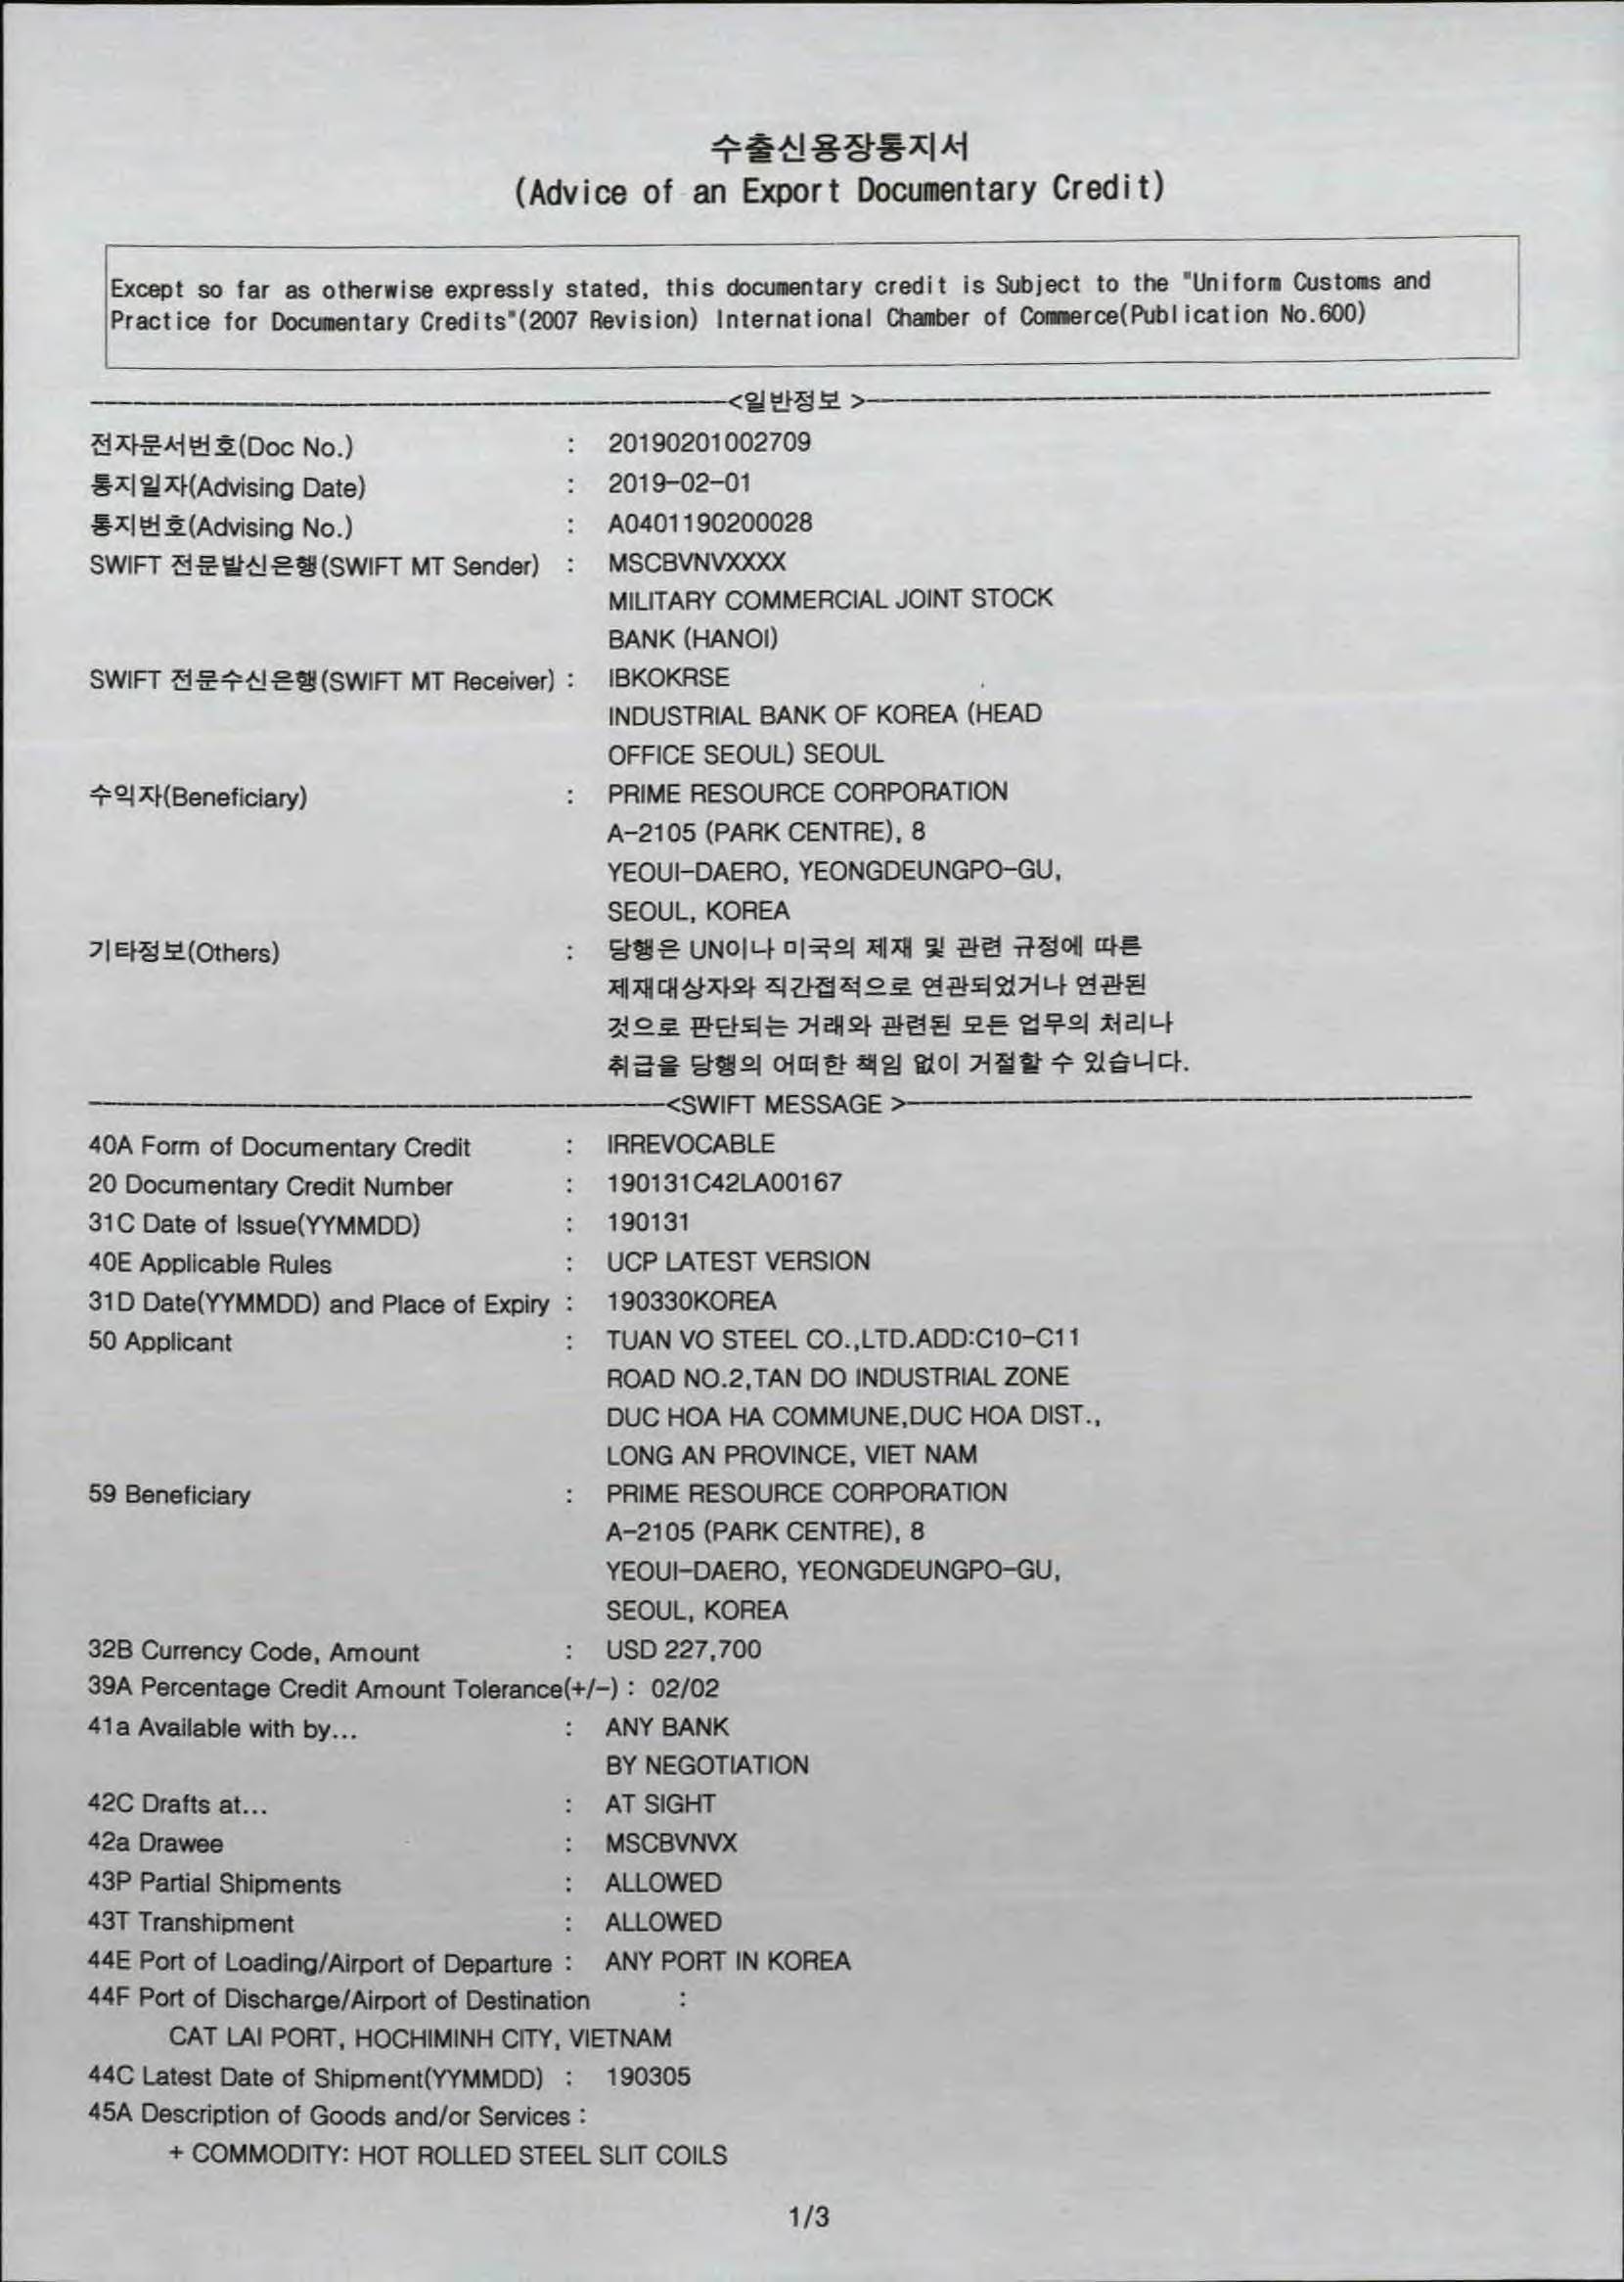 수출신용장통지서
(Advice of an Export Documentary Credit)
Except so far as otherwise expressly stated, this documentary credit is Subject to the "Uniform Customs and
Practice for Documentary Credits"(2007 Revision) International Chamber of Commerce(Publication No.600)
<일반정보 >
전자문서번호(Doc No.) : 20190201002709
통지일자(Advising Date) : 2019-02-01
통지번호(Advising No.) : A0401190200028
SWIFT 전문발신은행(SWIFT MT Sender) : MSCBVNVXXXX
MILITARY COMMERCIAL JOINT STOCK
BANK (HANOI)
SWIFT 전문수신은행(SWIFT MT Receiver) : IBKOKRSE
INDUSTRIAL BANK OF KOREA (HEAD
OFFICE SEOUL) SEOUL
수익자(Beneficiary) : PRIME RESOURCE CORPORATION
A-2105 (PARK CENTRE), 8
YEOUI-DAERO, YEONGDEUNGPO-GU,
SEOUL, KOREA
기타정보(Others) : 당행은 UN이나 미국의 제재 및 관련 규정에 따른
제재대상자와 직간접적으로 연관되었거나 연관된
것으로 판단되는 거래와 관련된 모든 업무의 처리나
취급을 당행의 어떠한 책임 없이 거절할 수 있습니다.
<SWIFT MESSAGE >
40A Form of Documentary Credit : IRREVOCABLE
20 Documentary Credit Number : 190131C42LA00167
31C Date of Issue(YYMMDD) : 190131
40E Applicable Rules : UCP LATEST VERSION
31D Date(YYMMDD) and Place of Expiry : 190330KOREA
50 Applicant : TUAN VO STEEL CO.,LTD.ADD:C10-C11
ROAD NO.2,TAN DO INDUSTRIAL ZONE
DUC HOA HA COMMUNE,DUC HOA DIST.,
LONG AN PROVINCE, VIET NAM
59 Beneficiary : PRIME RESOURCE CORPORATION
A-2105 (PARK CENTRE), 8
YEOUI-DAERO, YEONGDEUNGPO-GU,
SEOUL, KOREA
32B Currency Code, Amount : USD 227,700
39A Percentage Credit Amount Tolerance(+/-) : 02/02
41a Available with by... : ANY BANK
BY NEGOTIATION
42C Drafts at... : AT SIGHT
42a Drawee : MSCBVNVX
43P Partial Shipments : ALLOWED
43T Transhipment : ALLOWED
44E Port of Loading/Airport of Departure : ANY PORT IN KOREA
44F Port of Discharge/Airport of Destination :
CAT LAI PORT, HOCHIMINH CITY, VIETNAM
44C Latest Date of Shipment(YYMMDD) : 190305
45A Description of Goods and/or Services :
+ COMMODITY: HOT ROLLED STEEL SLIT COILS
1/3